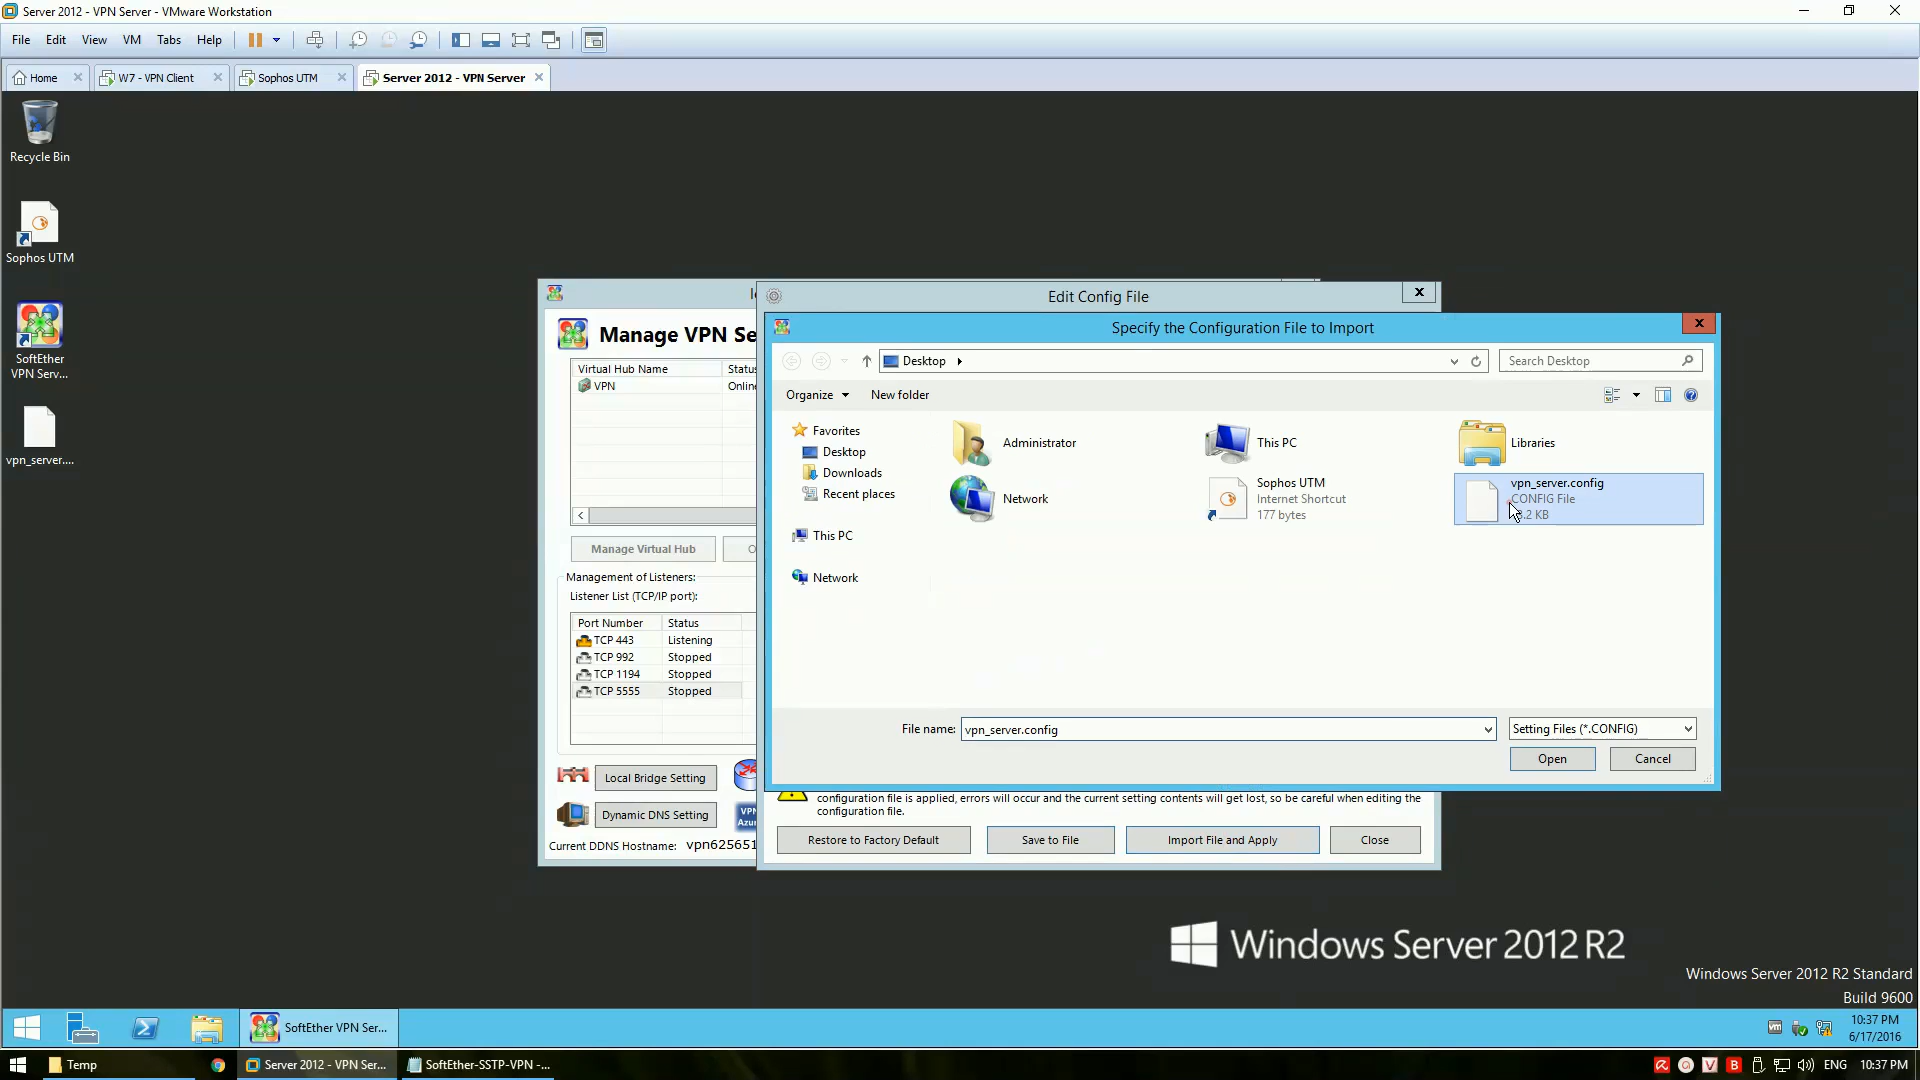 Server 2012 - VPN Server - VMware Workstation
File Edit View VM Tabs Help
Home W7 - VPN Client Sophos UTM Server 2012 - VPN Server
Recycle Bin
Sophos UTM
SoftEther
VPN Serv...
vpn_server....
Manage VPN Se
Virtual Hub Name Status
VPN Online
Manage Virtual Hub
Management of Listeners:
Listener List (TCP/IP port):
Port Number Status
TCP 443 Listening
TCP 992 Stopped
TCP 1194 Stopped
TCP 5555 Stopped
Local Bridge Setting
Dynamic DNS Setting
VPN
Azur
Current DDNS Hostname: vpn625651
Edit Config File
Specify the Configuration File to Import
Desktop
Search Desktop
Organize New folder
Favorites
Desktop
Downloads
Recent places
This PC
Network
Administrator
This PC
Libraries
Network
Sophos UTM
Internet Shortcut
177 bytes
vpn_server.config
CONFIG File
.2 KB
File name: vpn_server.config
Setting Files (*.CONFIG)
Open Cancel
configuration file is applied, errors will occur and the current setting contents will get lost, so be careful when editing the
configuration file.
Restore to Factory Default Save to File Import File and Apply Close
Windows Server 2012 R2
Windows Server 2012 R2 Standard
Build 9600
SoftEther VPN Ser...
10:37 PM
6/17/2016
Temp Server 2012 - VPN Ser... SoftEther-SSTP-VPN -...
ENG 10:37 PM